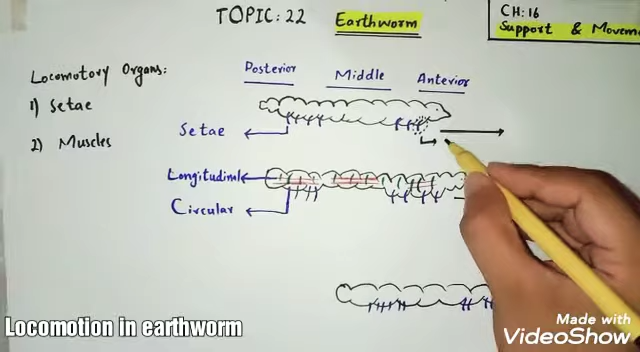 TOPIC: 22
Earthworm
CH: 16
Support & Movem
Locomotory Organs:
1) Setae
2) Muscles
Posterior Middle Anterior
Setae
Longitudinal
Circular
Locomotion in earthworm
Made with
VideoShow